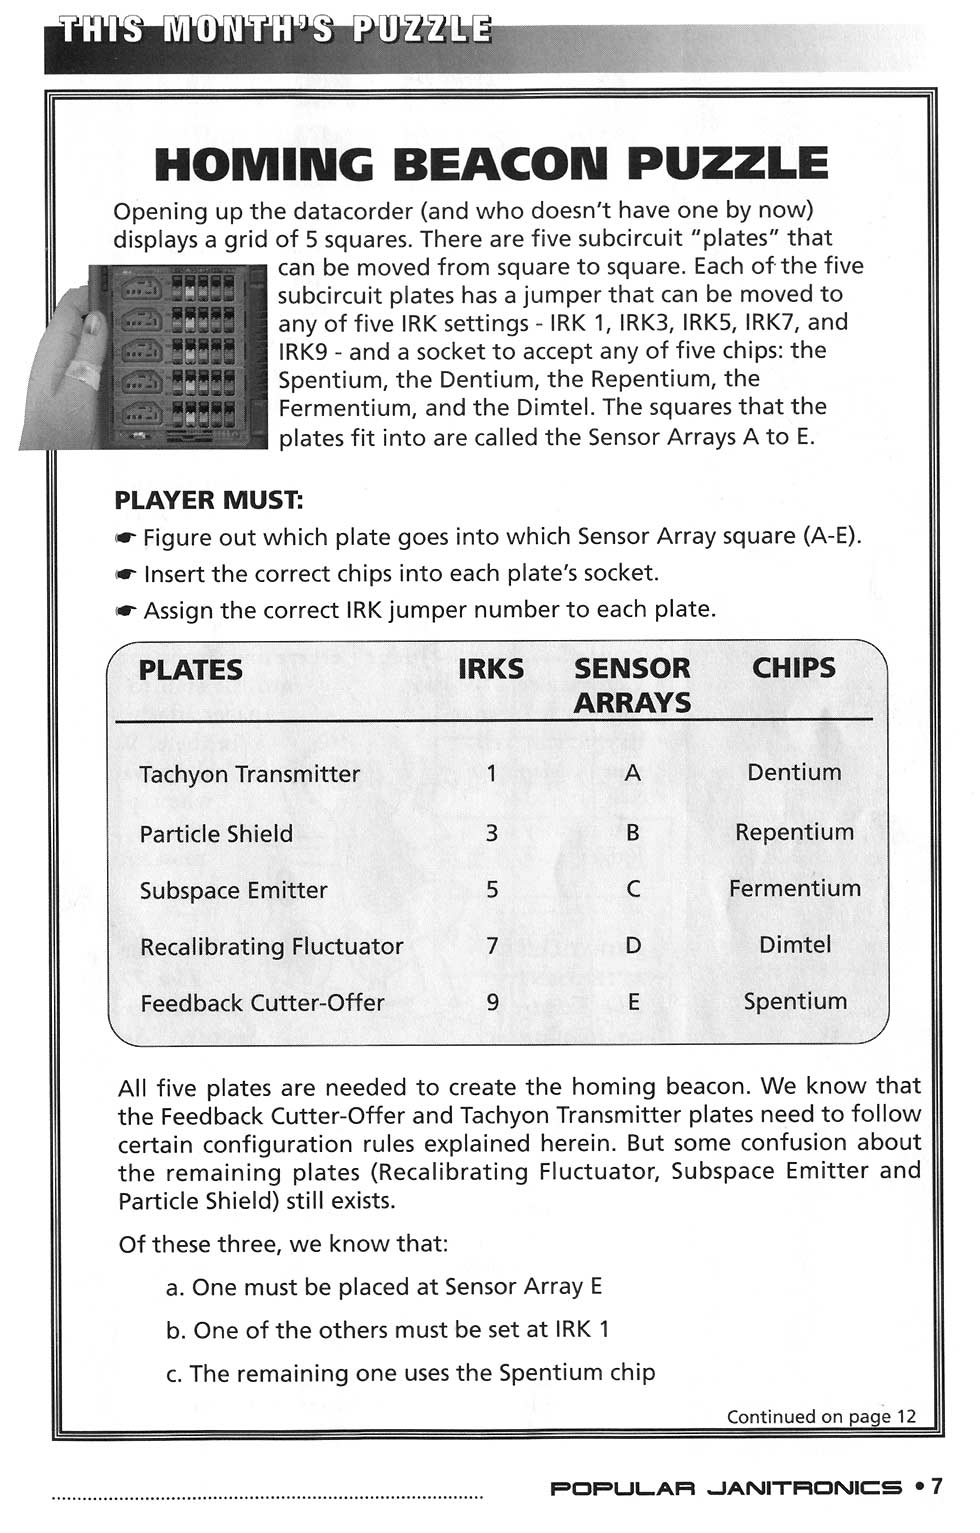 THIS MONTH'S PUZZLE
HOMING BEACON PUZZLE
Opening up the datacorder (and who doesn't have one by now)
displays a grid of 5 squares. There are five subcircuit "plates" that
can be moved from square to square. Each of the five
subcircuit plates has a jumper that can be moved to
any of five IRK settings - IRK 1, IRK3, IRK5, IRK7, and
IRK9 - and a socket to accept any of five chips: the
Spentium, the Dentium, the Repentium, the
Fermentium, and the Dimtel. The squares that the
plates fit into are called the Sensor Arrays A to E.
PLAYER MUST:
☛ Figure out which plate goes into which Sensor Array square (A-E).
☛ Insert the correct chips into each plate's socket.
☛ Assign the correct IRK jumper number to each plate.
PLATES IRKS SENSOR ARRAYS CHIPS
Tachyon Transmitter 1 A Dentium
Particle Shield 3 B Repentium
Subspace Emitter 5 C Fermentium
Recalibrating Fluctuator 7 D Dimtel
Feedback Cutter-Offer 9 E Spentium
All five plates are needed to create the homing beacon. We know that
the Feedback Cutter-Offer and Tachyon Transmitter plates need to follow
certain configuration rules explained herein. But some confusion about
the remaining plates (Recalibrating Fluctuator, Subspace Emitter and
Particle Shield) still exists.
Of these three, we know that:
a. One must be placed at Sensor Array E
b. One of the others must be set at IRK 1
c. The remaining one uses the Spentium chip
Continued on page 12
POPULAR JANITRONICS • 7